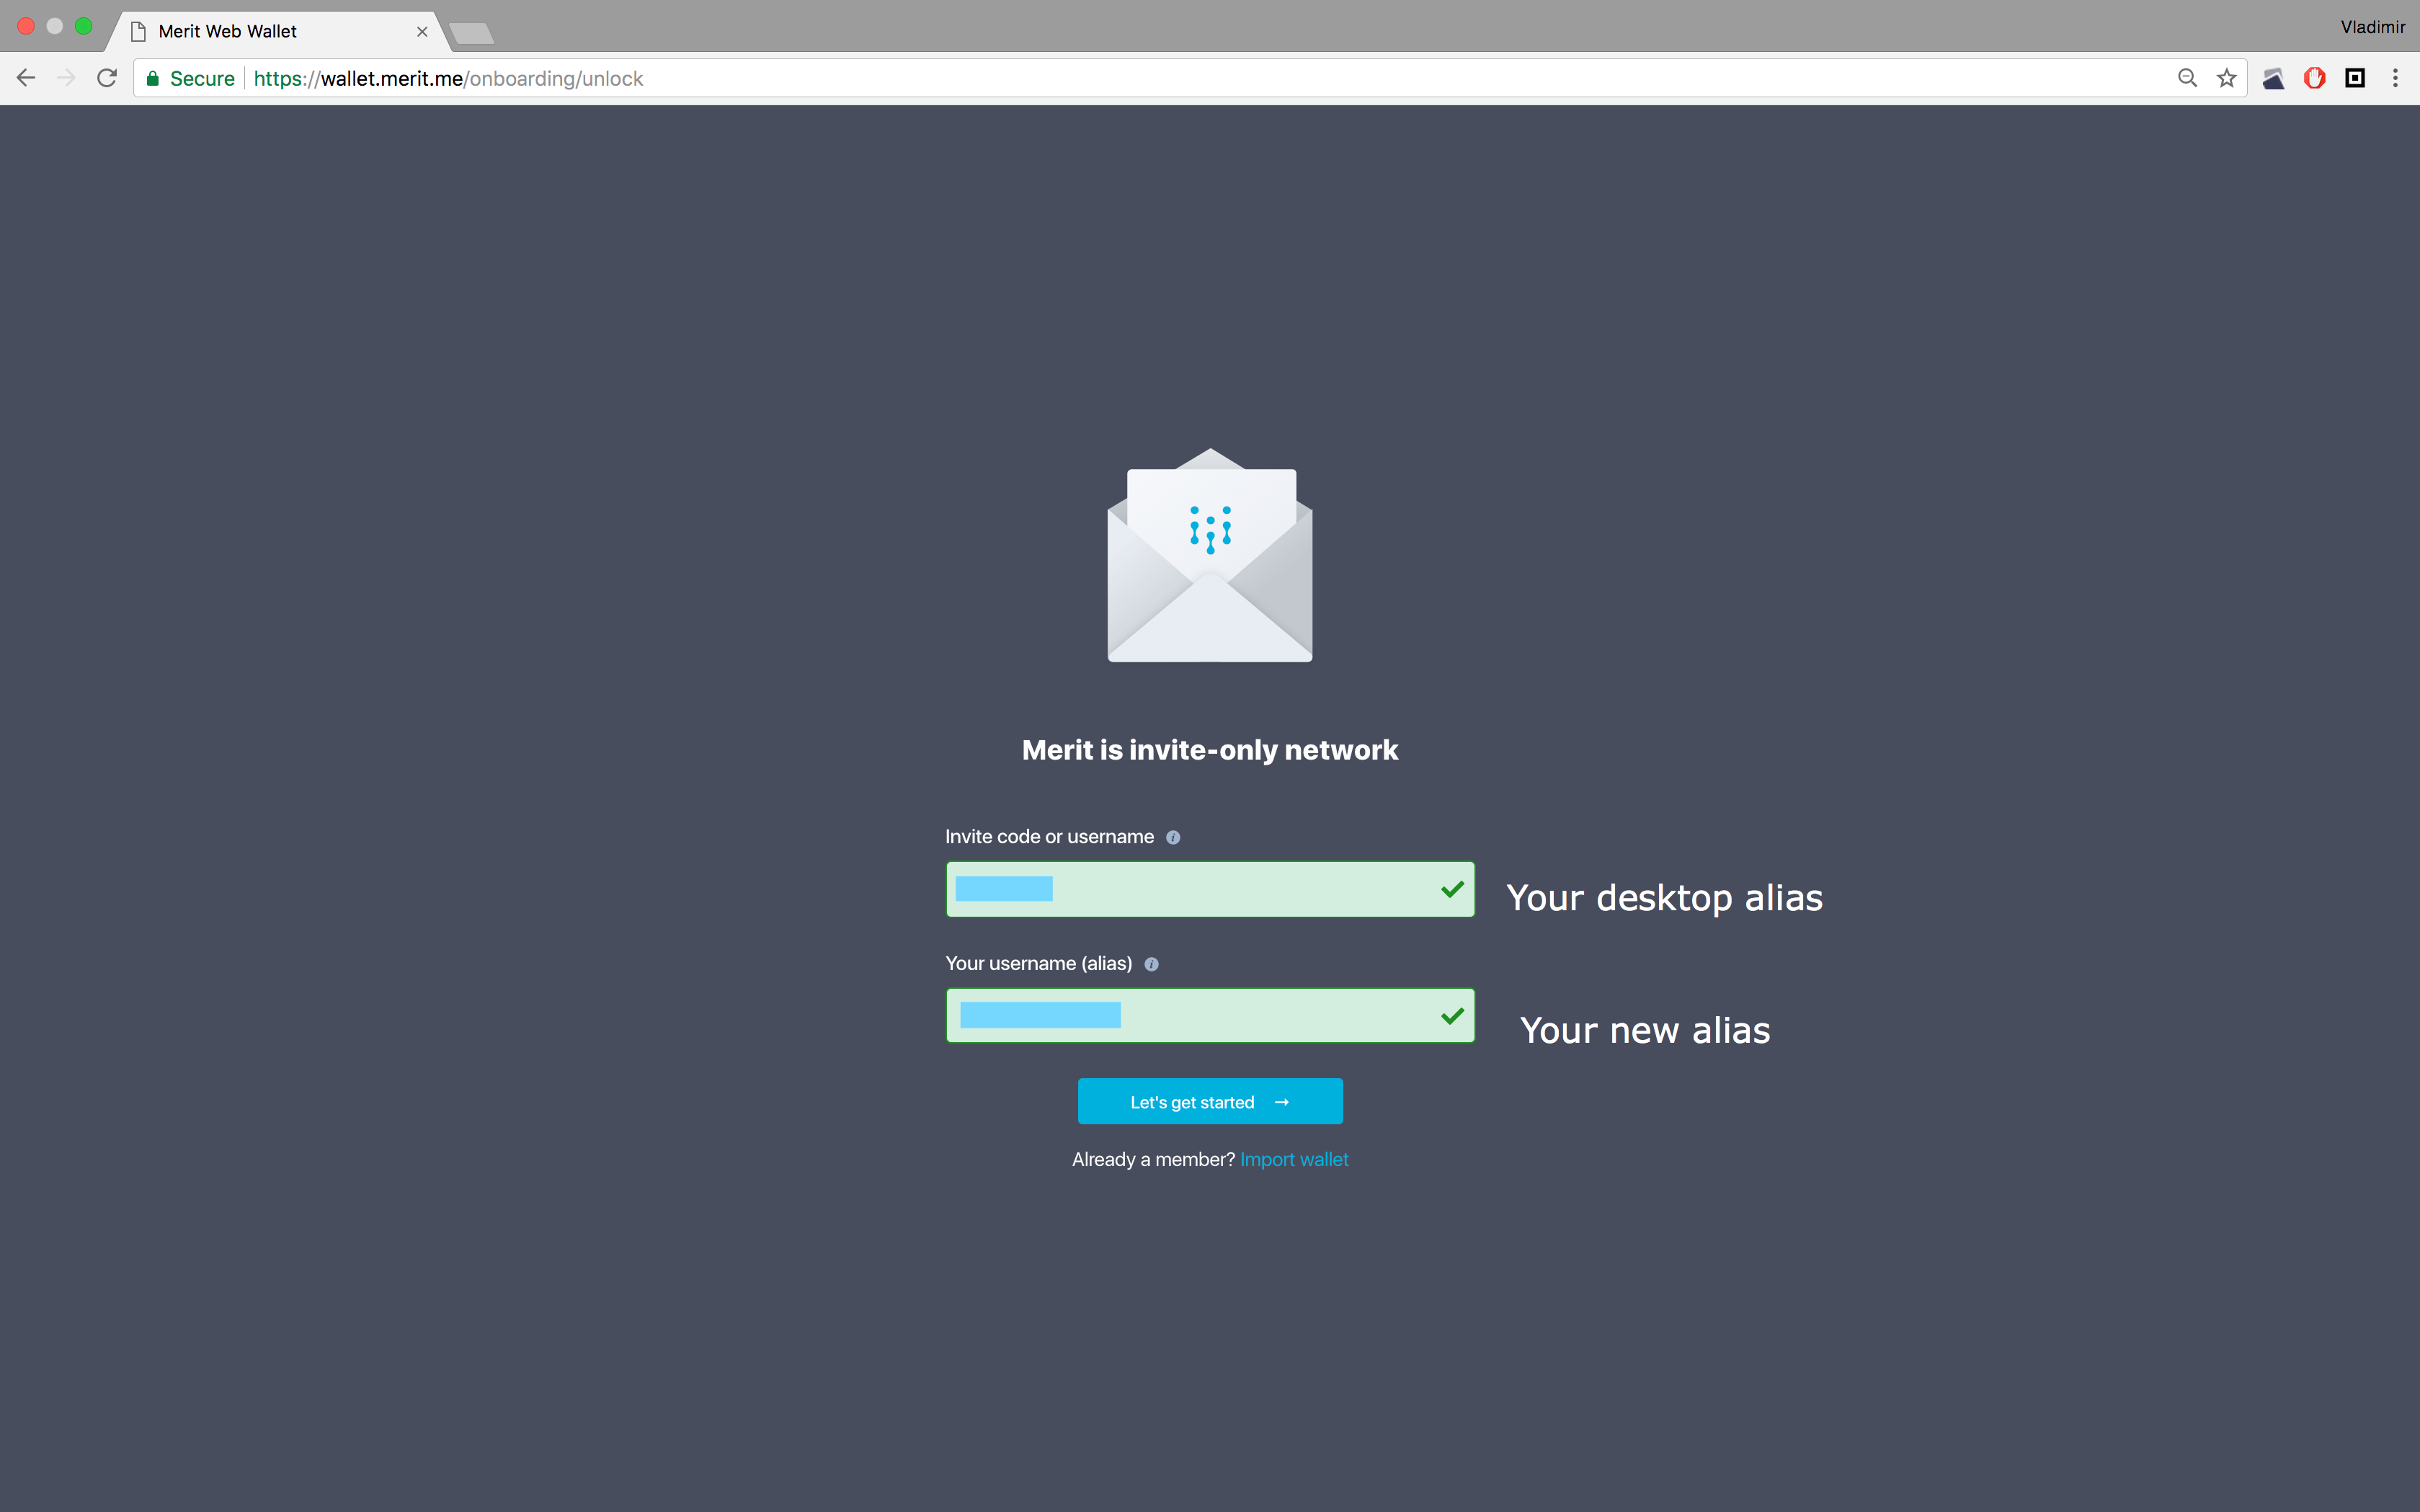 Merit Web Wallet
Vladimir
Secure https://wallet.merit.me/onboarding/unlock
Merit is invite-only network
Invite code or username
Your desktop alias
Your username (alias)
Your new alias
Let's get started →
Already a member? Import wallet